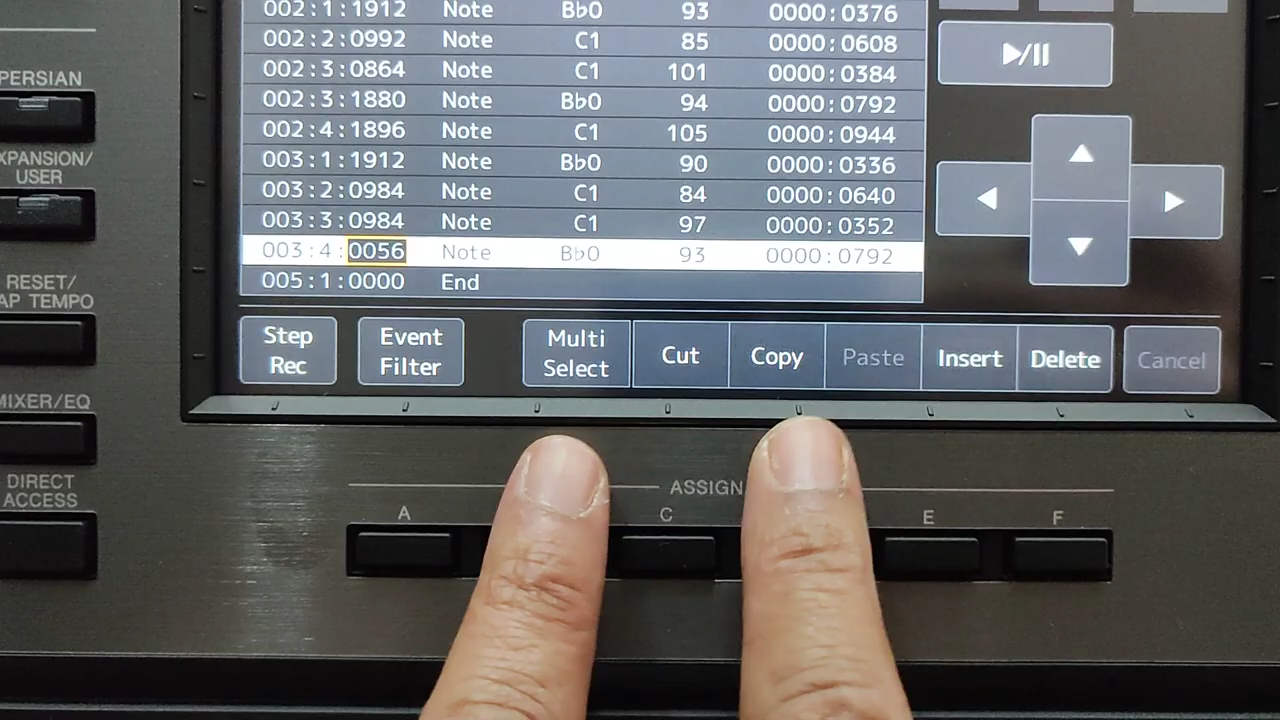 002:1:1912 Note B♭0 93 0000:0376
002:2:0992 Note C1 85 0000:0608
002:3:0864 Note C1 101 0000:0384
002:3:1880 Note B♭0 94 0000:0792
002:4:1896 Note C1 105 0000:0944
003:1:1912 Note B♭0 90 0000:0336
003:2:0984 Note C1 84 0000:0640
003:3:0984 Note C1 97 0000:0352
003:4:0056 Note B♭0 93 0000:0792
005:1:0000 End
Step
Rec
Event
Filter
Multi
Select
Cut
Copy
Paste
Insert
Delete
Cancel
PERSIAN
XPANSION/
USER
RESET/
AP TEMPO
MIXER/EQ
DIRECT
ACCESS
ASSIGN
A C E F